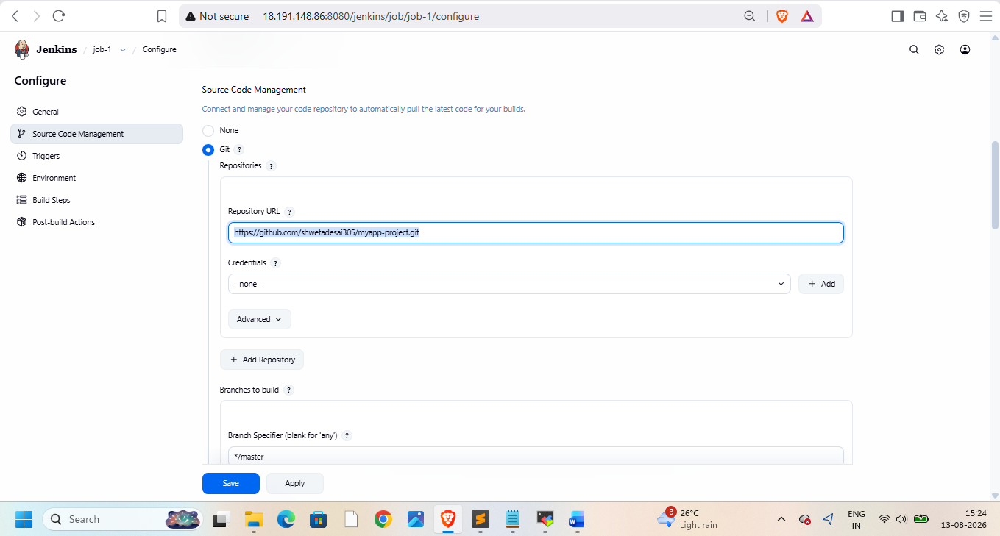 Not secure 18.191.148.86:8080/jenkins/job/job-1/configure
Jenkins / job-1 / Configure
Configure
General
Source Code Management
Triggers
Environment
Build Steps
Post-build Actions
Source Code Management
Connect and manage your code repository to automatically pull the latest code for your builds.
None
Git ?
Repositories ?
Repository URL ?
https://github.com/shwetadesai305/myapp-project.git
Credentials ?
- none -
+ Add
Advanced
+ Add Repository
Branches to build ?
Branch Specifier (blank for 'any') ?
*/master
Save Apply
Search
3
26°C
Light rain
ENG
IN
15:24
13-08-2026